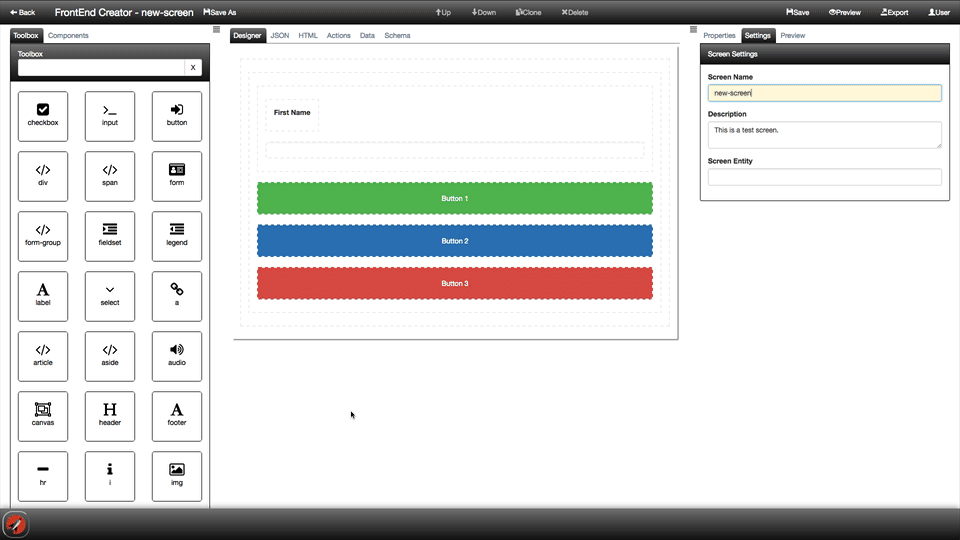 Back FrontEnd Creator - new-screen Save As Up Down Clone Delete Save Preview Export User
Toolbox Components
Toolbox
X
checkbox input button
div span form
form-group fieldset legend
label select a
article aside audio
canvas header footer
hr i img
Designer JSON HTML Actions Data Schema
First Name
Button 1
Button 2
Button 3
Properties Settings Preview
Screen Settings
Screen Name
new-screen
Description
This is a test screen.
Screen Entity